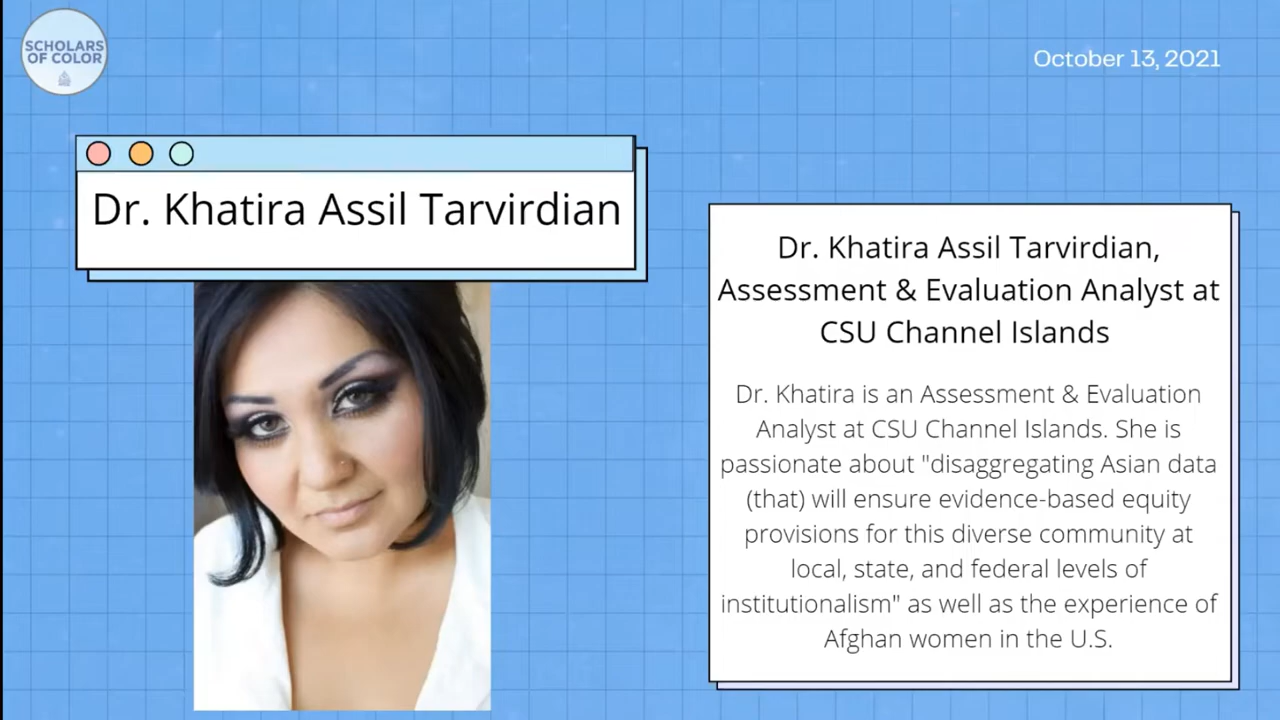 SCHOLARS
OF COLOR
October 13, 2021
Dr. Khatira Assil Tarvirdian
Dr. Khatira Assil Tarvirdian,
Assessment & Evaluation Analyst at
CSU Channel Islands
Dr. Khatira is an Assessment & Evaluation
Analyst at CSU Channel Islands. She is
passionate about "disaggregating Asian data
(that) will ensure evidence-based equity
provisions for this diverse community at
local, state, and federal levels of
institutionalism" as well as the experience of
Afghan women in the U.S.